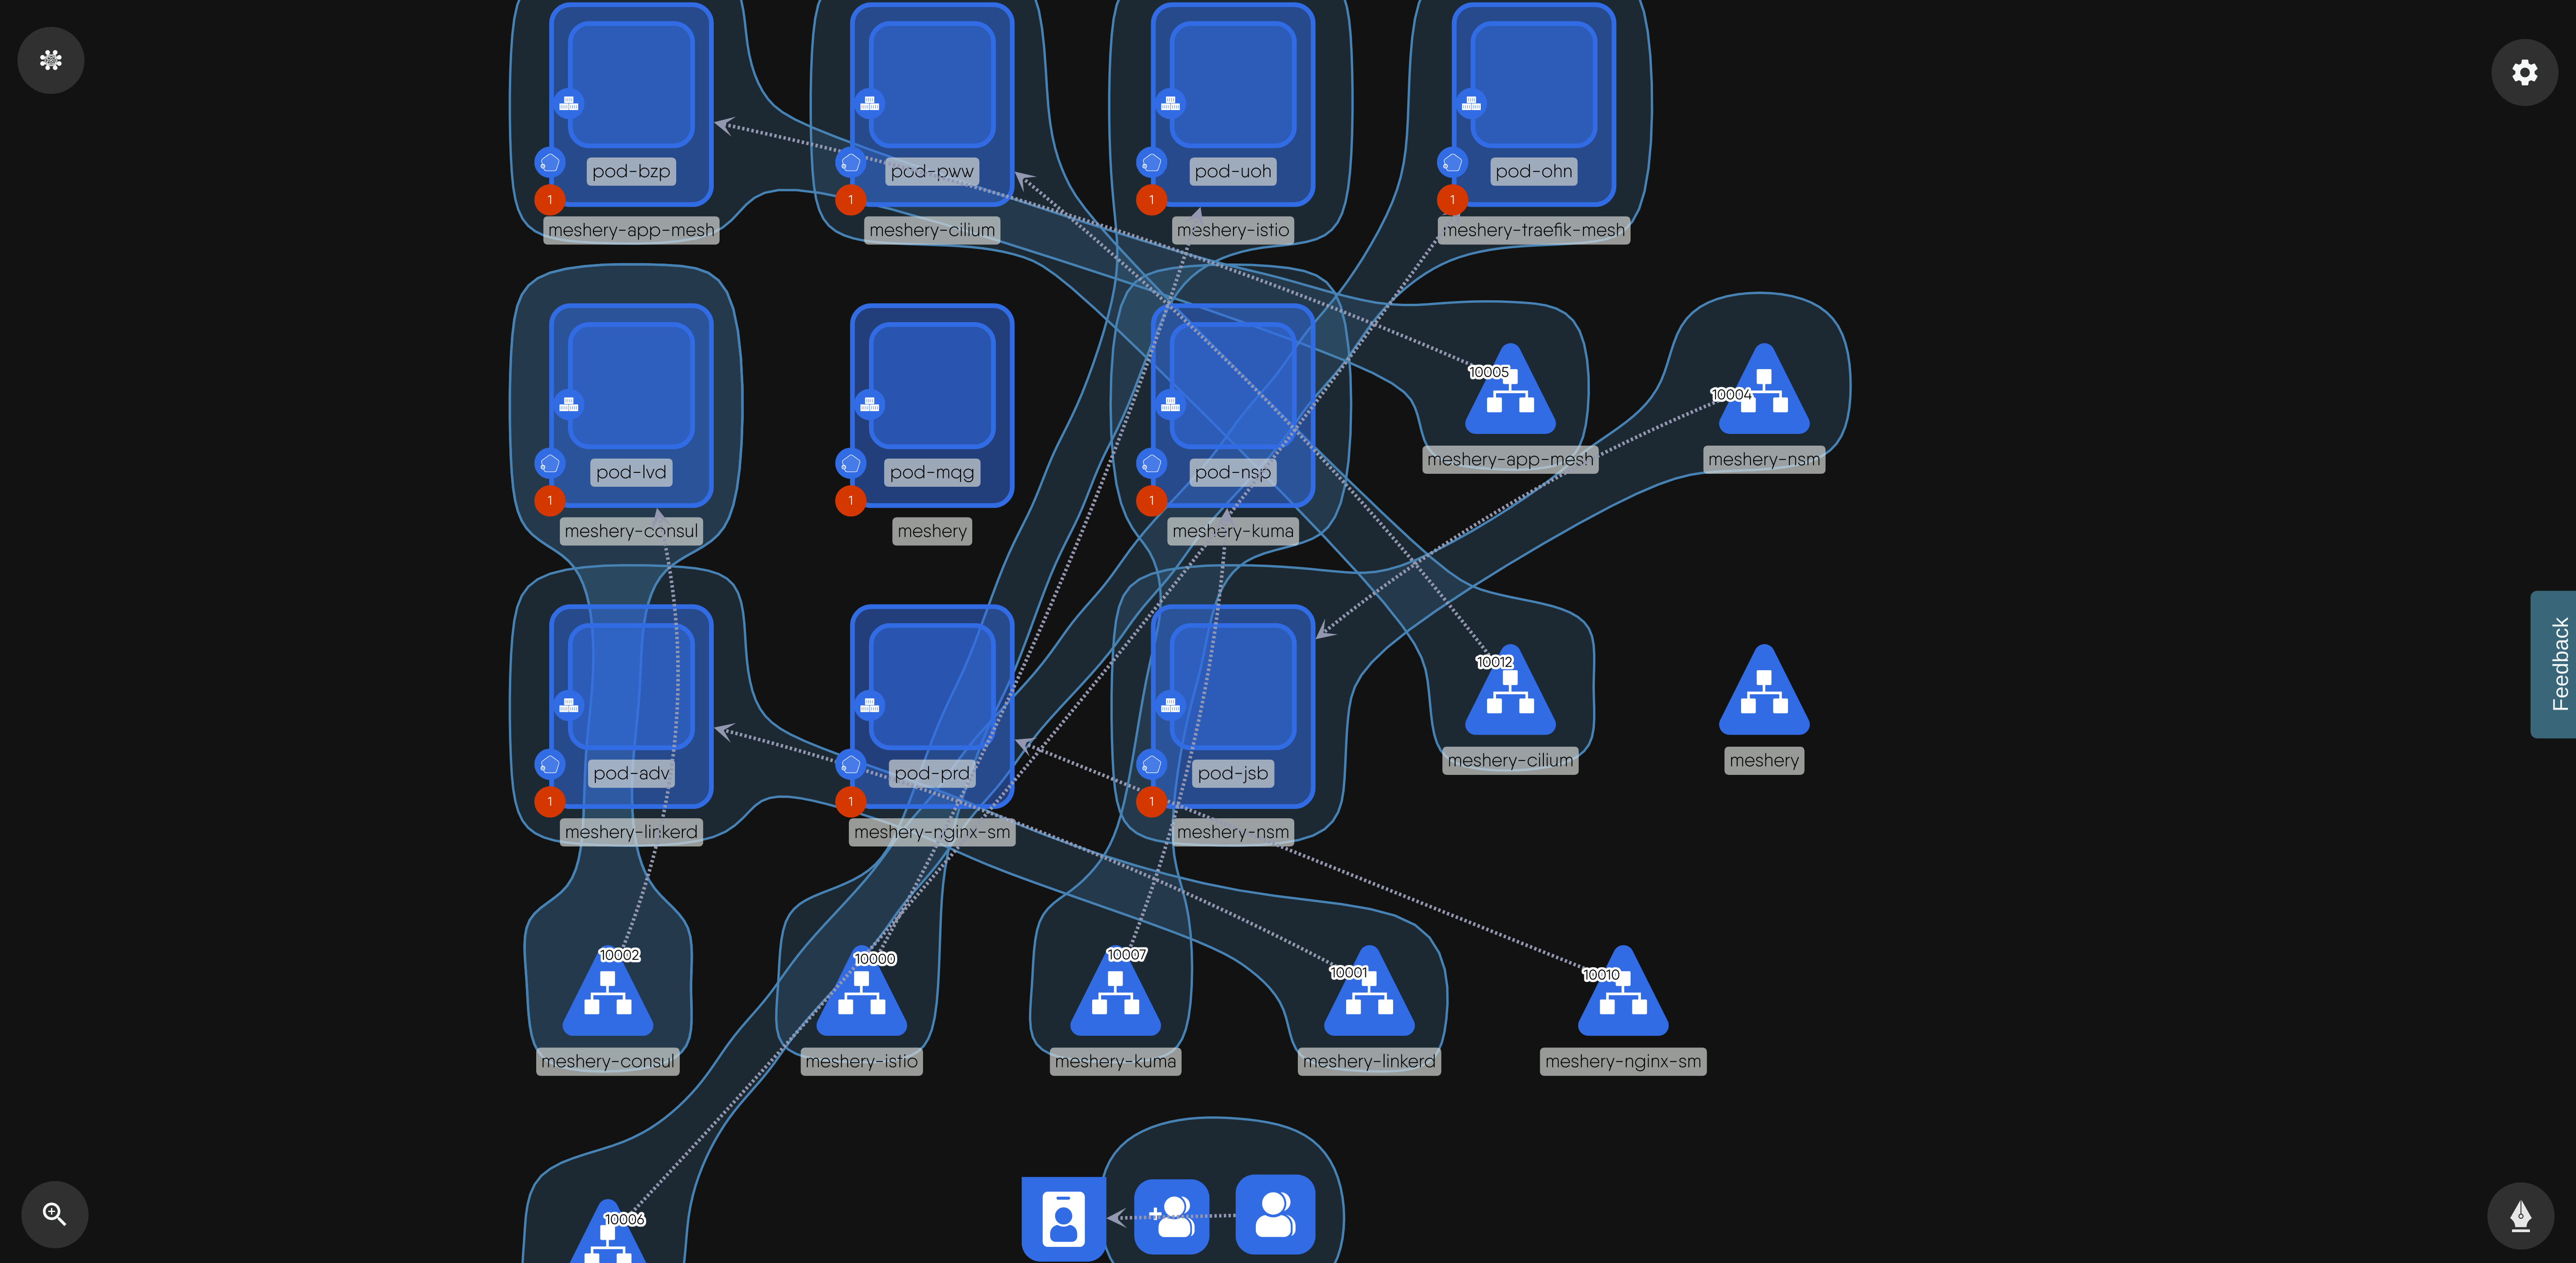 pod-bzp
pod-pww
pod-uoh
pod-ohn
1
1
1
1
meshery-app-mesh
meshery-cilium
meshery-istio
meshery-traefik-mesh
10005
10004
meshery-app-mesh
meshery-nsm
pod-lvd
pod-mqg
pod-nsp
1
1
1
meshery-consul
meshery
meshery-kuma
10012
Feedback
pod-adv
pod-prd
pod-jsb
meshery-cilium
meshery
1
1
1
meshery-linkerd
meshery-nginx-sm
meshery-nsm
10002
10000
10007
10001
10010
meshery-consul
meshery-istio
meshery-kuma
meshery-linkerd
meshery-nginx-sm
10006